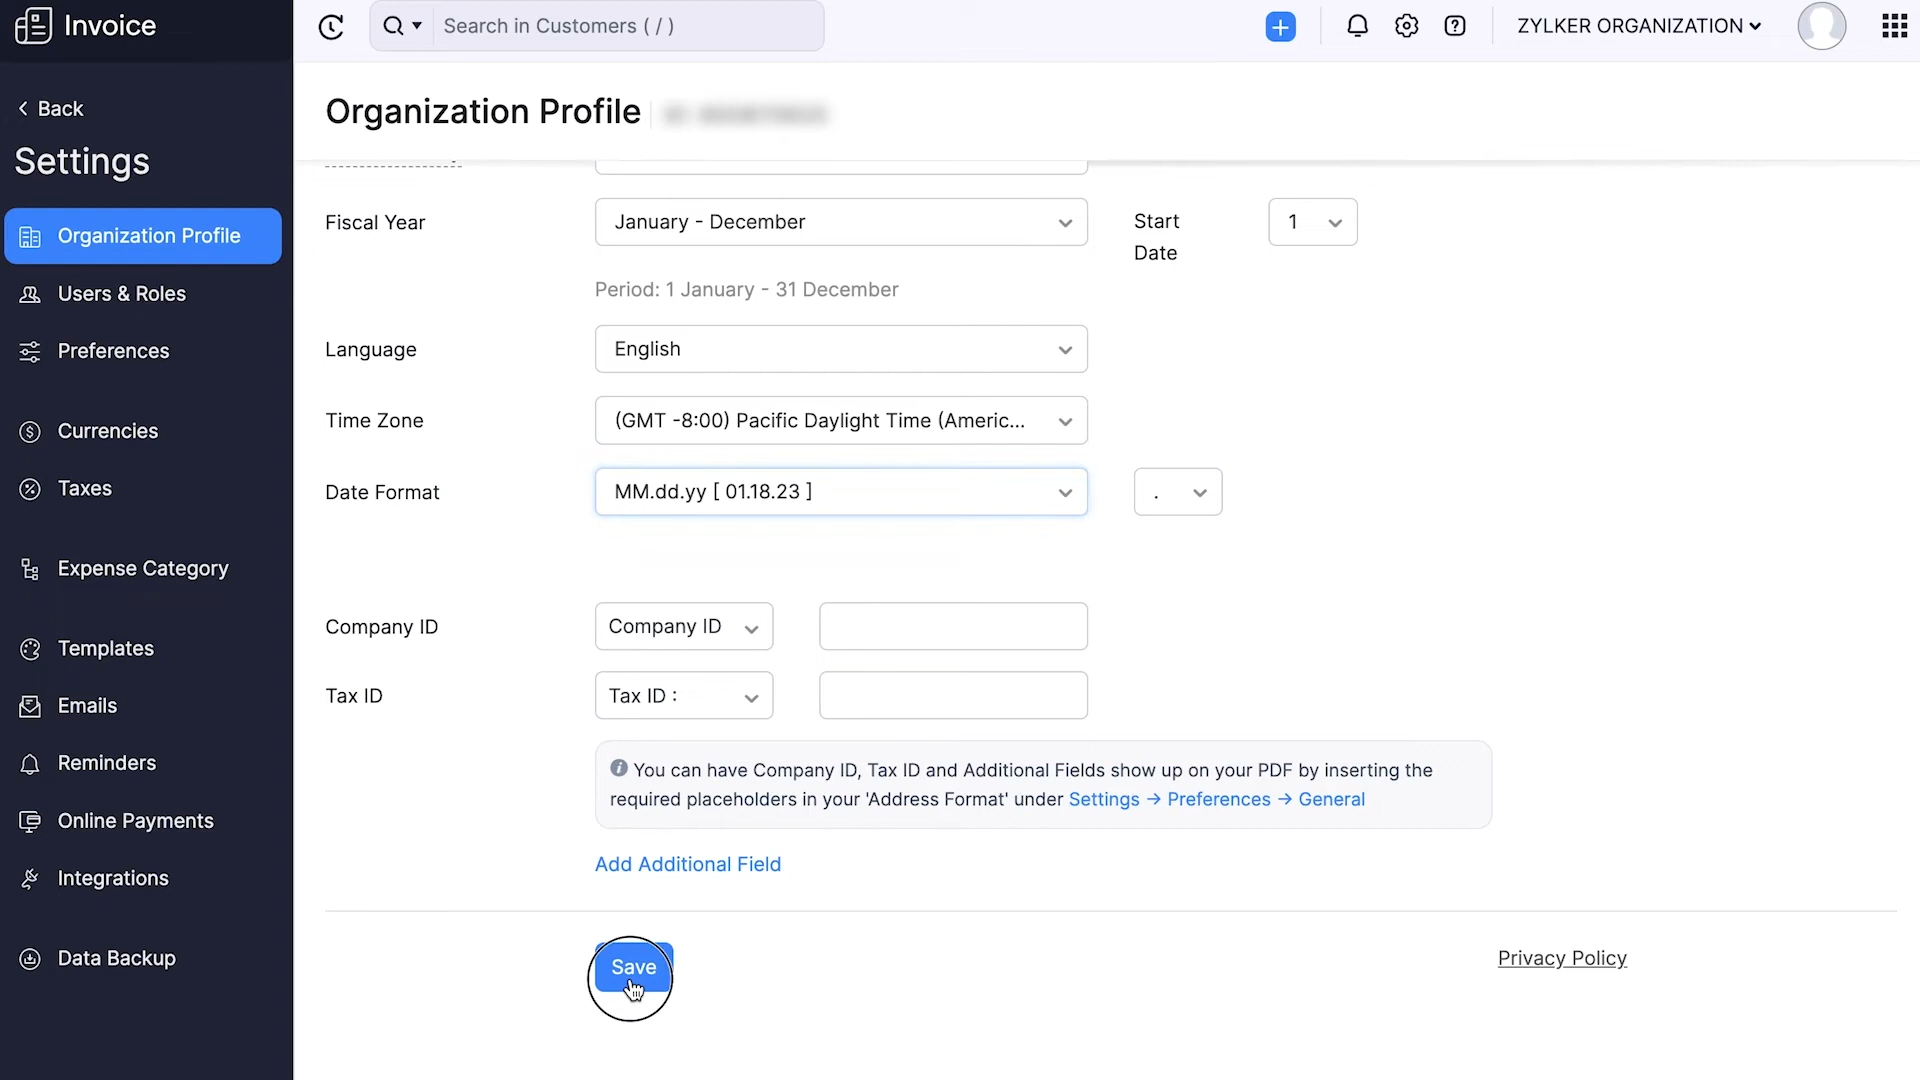 Invoice
Search in Customers ( / )
ZYLKER ORGANIZATION
Back
Settings
Organization Profile
Users & Roles
Preferences
Currencies
Taxes
Expense Category
Templates
Emails
Reminders
Online Payments
Integrations
Data Backup
Organization Profile
Fiscal Year
January - December
Start
Date
1
Period: 1 January - 31 December
Language
English
Time Zone
(GMT -8:00) Pacific Daylight Time (Americ...
Date Format
MM.dd.yy [ 01.18.23 ]
.
Company ID
Company ID
Tax ID
Tax ID :
You can have Company ID, Tax ID and Additional Fields show up on your PDF by inserting the
required placeholders in your 'Address Format' under Settings → Preferences → General
Add Additional Field
Save
Privacy Policy